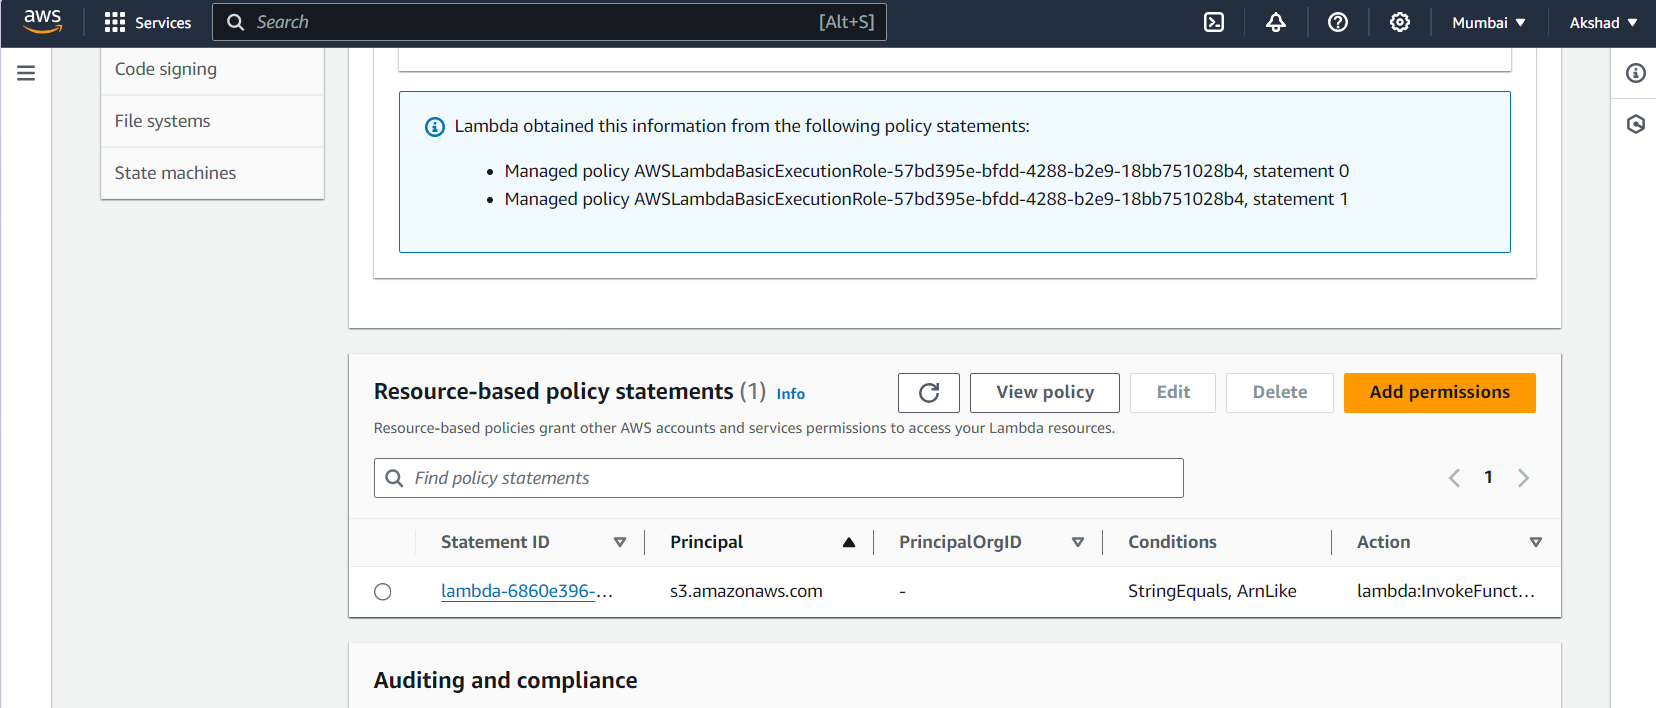 aws Services Search [Alt+S] Mumbai Akshad
Code signing
File systems
State machines
Lambda obtained this information from the following policy statements:
Managed policy AWSLambdaBasicExecutionRole-57bd395e-bfdd-4288-b2e9-18bb751028b4, statement 0
Managed policy AWSLambdaBasicExecutionRole-57bd395e-bfdd-4288-b2e9-18bb751028b4, statement 1
Resource-based policy statements (1) Info View policy Edit Delete Add permissions
Resource-based policies grant other AWS accounts and services permissions to access your Lambda resources.
Find policy statements 1
Statement ID Principal PrincipalOrgID Conditions Action
lambda-6860e396-... s3.amazonaws.com - StringEquals, ArnLike lambda:InvokeFunct...
Auditing and compliance